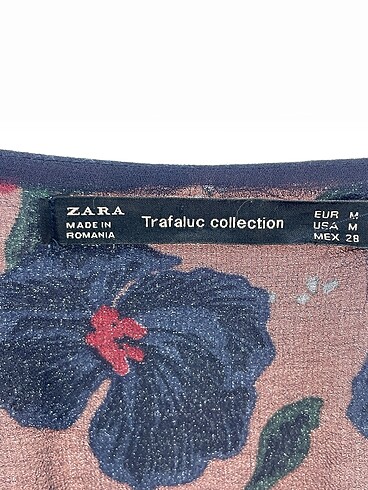 ZARA
MADE IN
ROMANIA
Trafaluc collection
EUR M
USA M
MEX 28